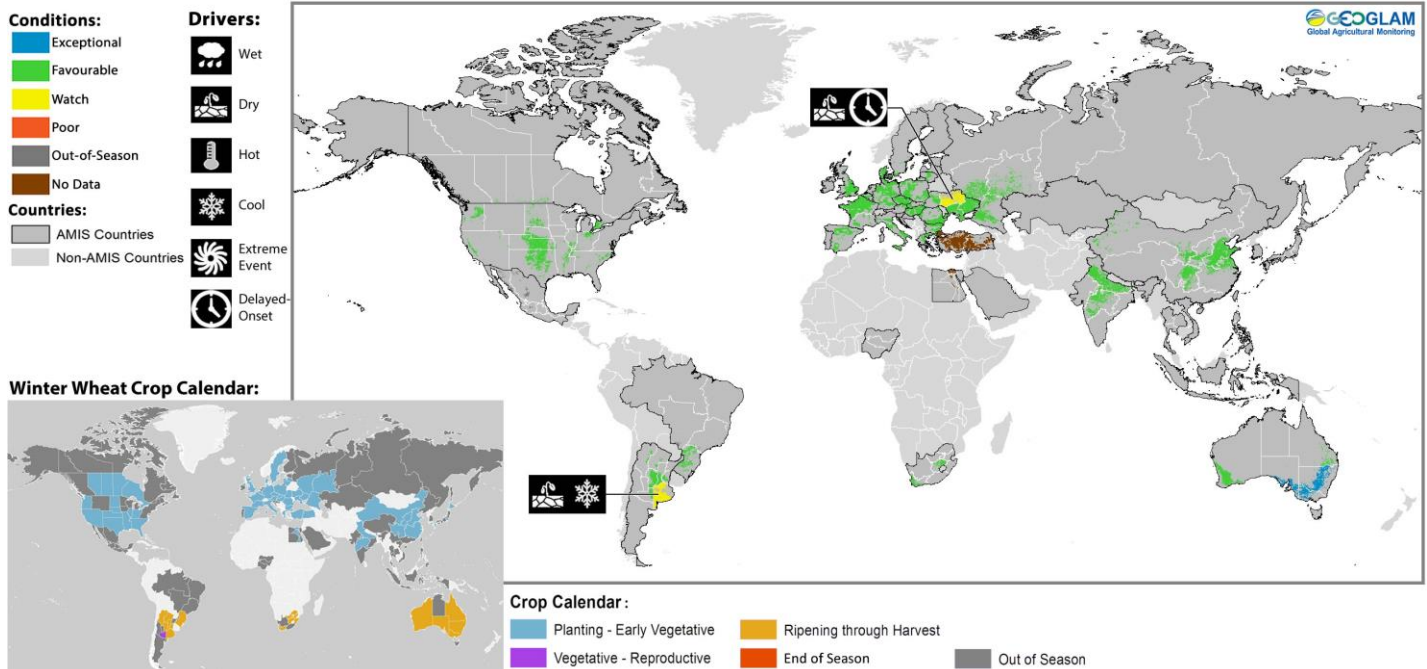 Conditions:
Exceptional
Favourable
Watch
Poor
Out-of-Season
No Data
Countries:
AMIS Countries
Non-AMIS Countries
Drivers:
Wet
Dry
Hot
Cool
Extreme
Event
Delayed-
Onset
GEOGLAM
Global Agricultural Monitoring
Winter Wheat Crop Calendar:
Crop Calendar :
Planting - Early Vegetative
Ripening through Harvest
Vegetative - Reproductive
End of Season
Out of Season